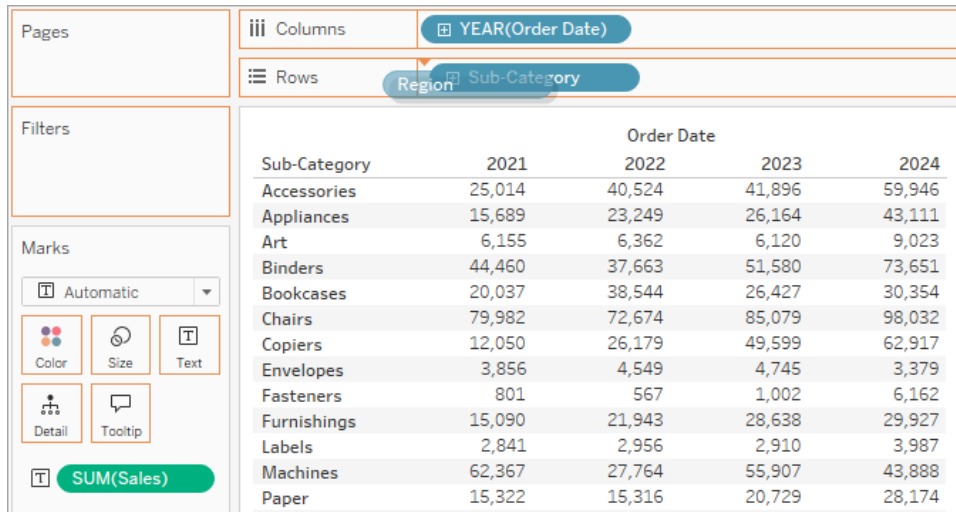 Pages
Columns
YEAR(Order Date)
Rows
Region
Sub-Category
Filters
Marks
Automatic
Color
Size
Text
Detail
Tooltip
SUM(Sales)
Order Date
Sub-Category 2021 2022 2023 2024
Accessories 25,014 40,524 41,896 59,946
Appliances 15,689 23,249 26,164 43,111
Art 6,155 6,362 6,120 9,023
Binders 44,460 37,663 51,580 73,651
Bookcases 20,037 38,544 26,427 30,354
Chairs 79,982 72,674 85,079 98,032
Copiers 12,050 26,179 49,599 62,917
Envelopes 3,856 4,549 4,745 3,379
Fasteners 801 567 1,002 6,162
Furnishings 15,090 21,943 28,638 29,927
Labels 2,841 2,956 2,910 3,987
Machines 62,367 27,764 55,907 43,888
Paper 15,322 15,316 20,729 28,174